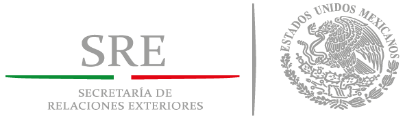 SRE
SECRETARÍA DE
RELACIONES EXTERIORES
ESTADOS UNIDOS MEXICANOS